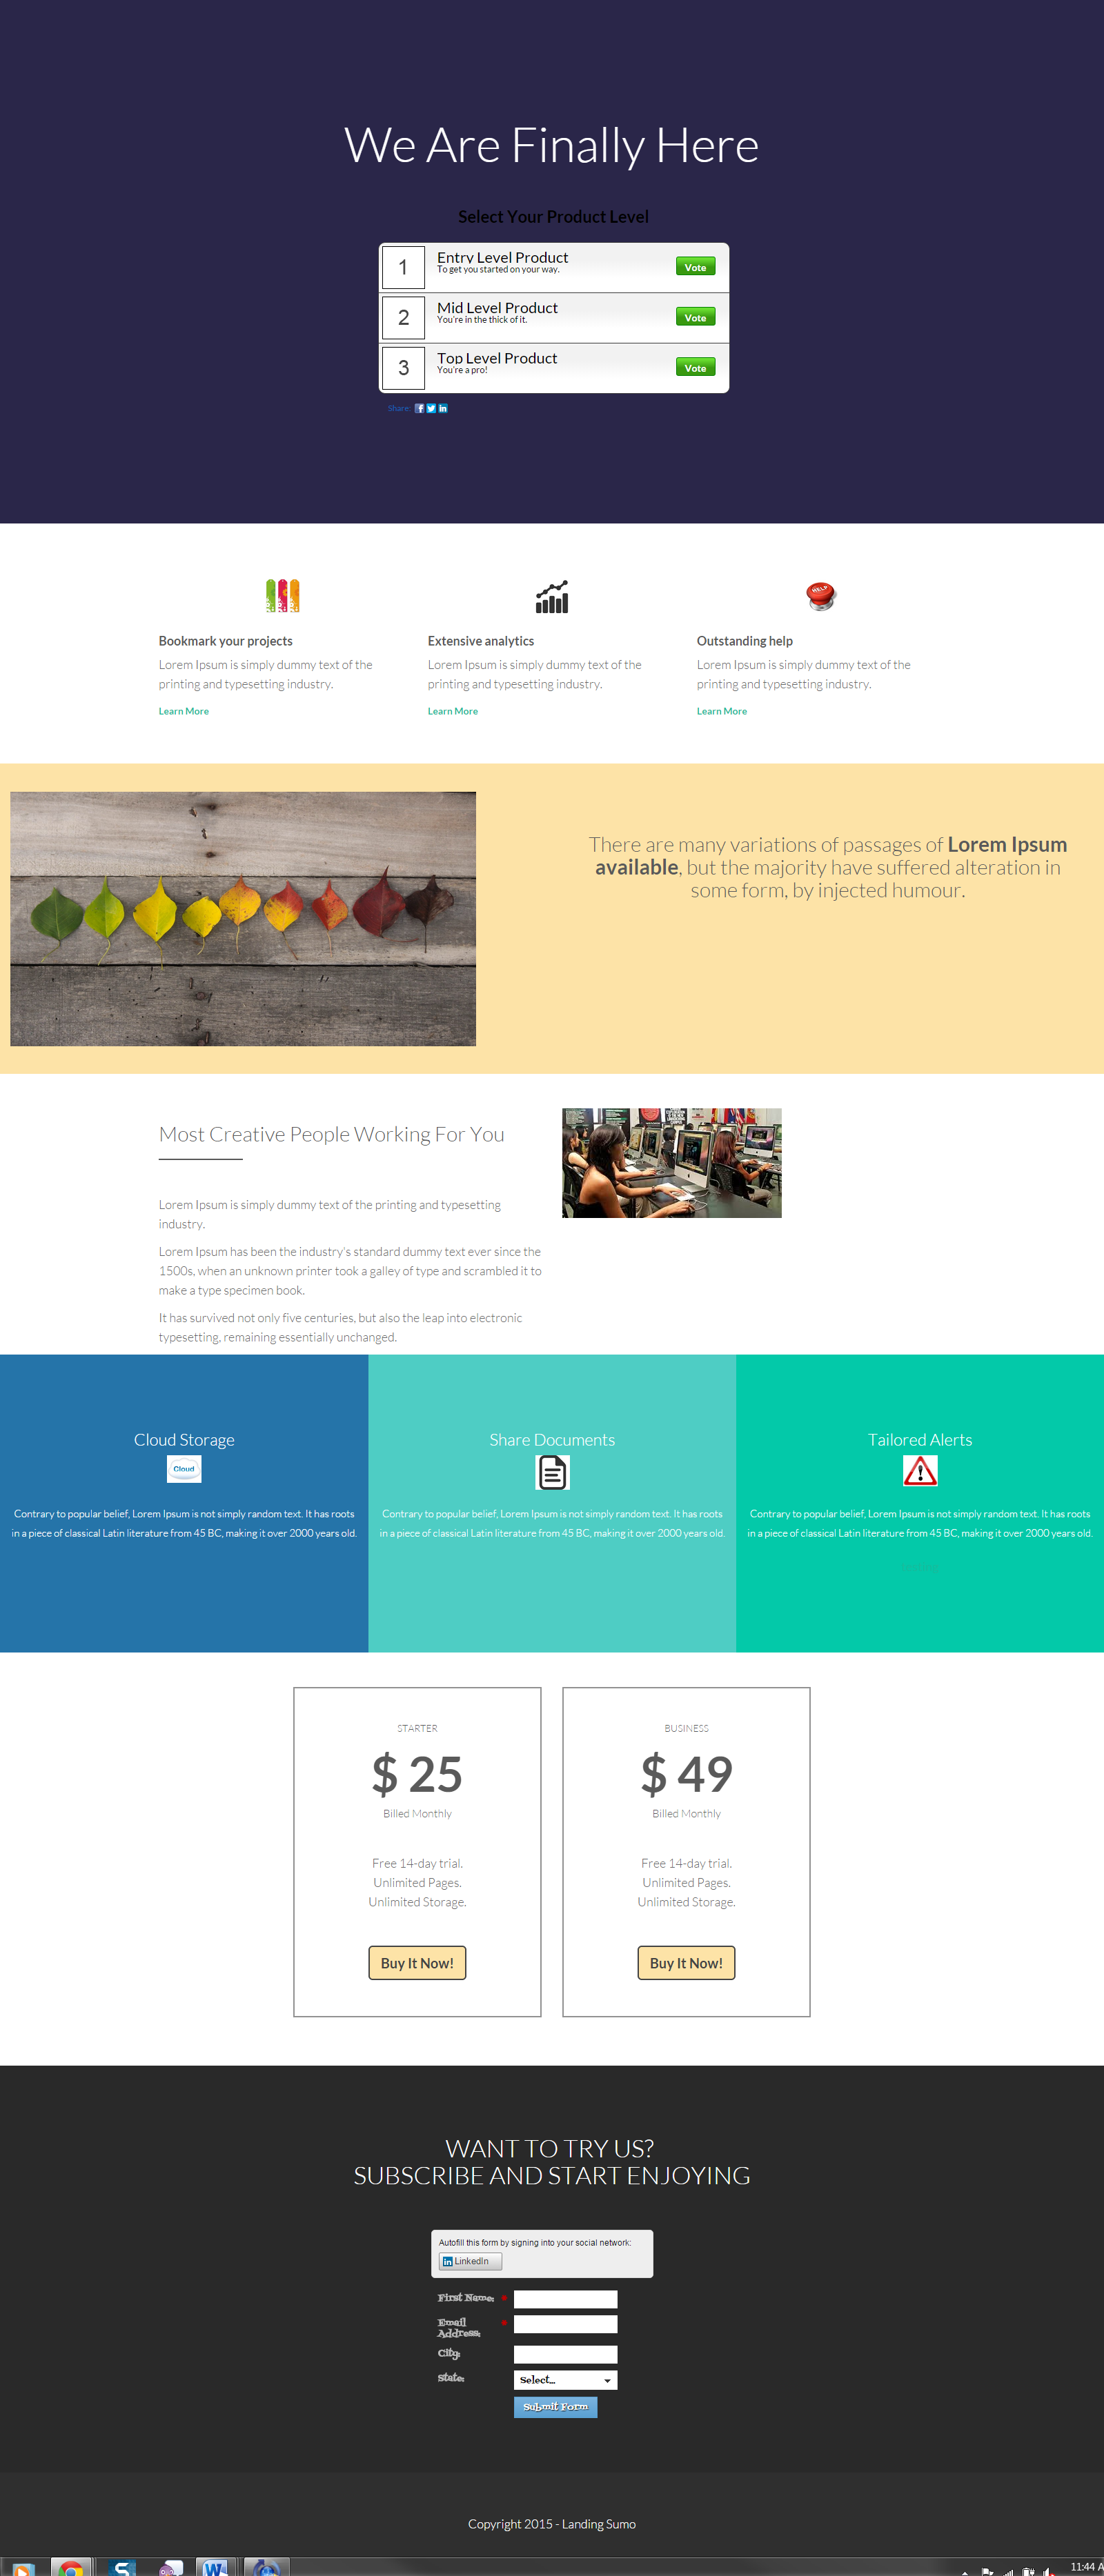 We Are Finally Here
Select Your Product Level
1
Entry Level Product
To get you started on your way.
Vote
2
Mid Level Product
You're in the thick of it.
Vote
3
Top Level Product
You're a pro!
Vote
Share:
Bookmark your projects
Lorem Ipsum is simply dummy text of the
printing and typesetting industry.
Learn More
Extensive analytics
Lorem Ipsum is simply dummy text of the
printing and typesetting industry.
Learn More
HELP
Outstanding help
Lorem Ipsum is simply dummy text of the
printing and typesetting industry.
Learn More
There are many variations of passages of Lorem Ipsum
available, but the majority have suffered alteration in
some form, by injected humour.
Most Creative People Working For You
Lorem Ipsum is simply dummy text of the printing and typesetting
industry.
Lorem Ipsum has been the industry's standard dummy text ever since the
1500s, when an unknown printer took a galley of type and scrambled it to
make a type specimen book.
It has survived not only five centuries, but also the leap into electronic
typesetting, remaining essentially unchanged.
Cloud Storage
Cloud
Contrary to popular belief, Lorem Ipsum is not simply random text. It has roots
in a piece of classical Latin literature from 45 BC, making it over 2000 years old.
Share Documents
Contrary to popular belief, Lorem Ipsum is not simply random text. It has roots
in a piece of classical Latin literature from 45 BC, making it over 2000 years old.
Tailored Alerts
Contrary to popular belief, Lorem Ipsum is not simply random text. It has roots
in a piece of classical Latin literature from 45 BC, making it over 2000 years old.
STARTER
$ 25
Billed Monthly
Free 14-day trial.
Unlimited Pages.
Unlimited Storage.
Buy It Now!
BUSINESS
$ 49
Billed Monthly
Free 14-day trial.
Unlimited Pages.
Unlimited Storage.
Buy It Now!
WANT TO TRY US?
SUBSCRIBE AND START ENJOYING
Autofill this form by signing into your social network:
in LinkedIn
First Name: *
Email *
Address:
City:
State:
Select...
Submit Form
Copyright 2015 - Landing Sumo
11:44 A